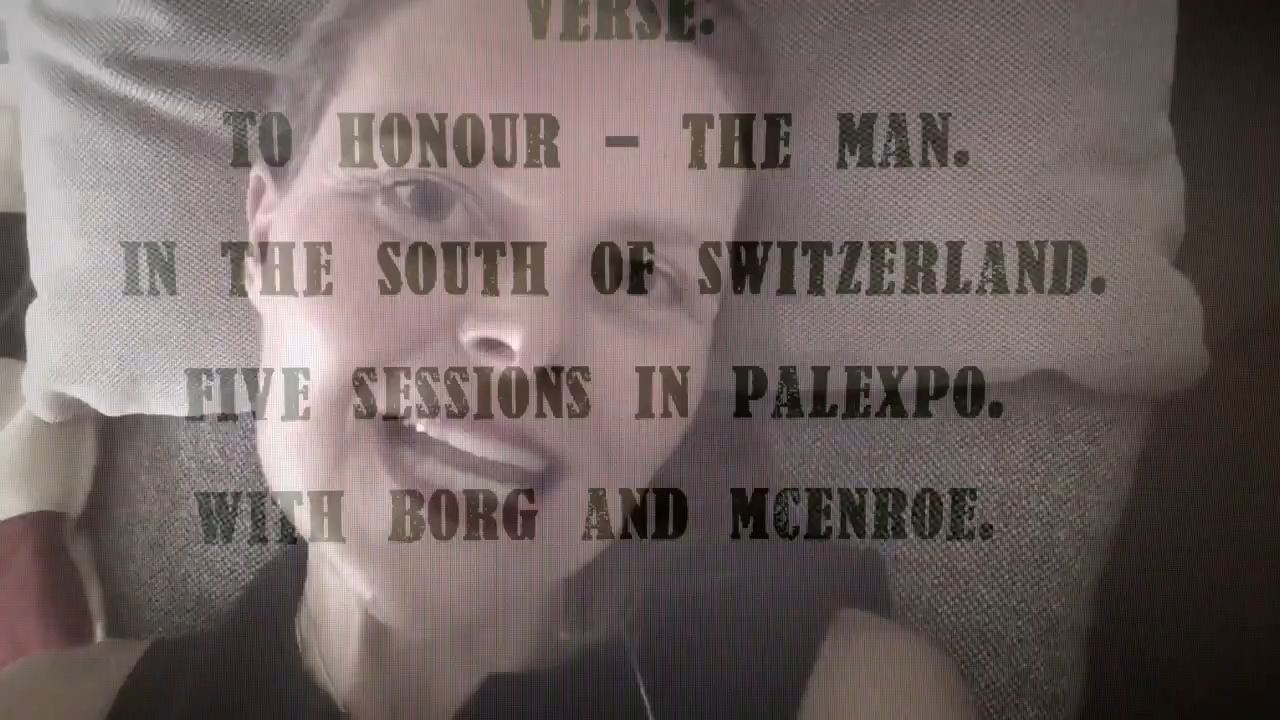 VERSE.
TO HONOUR – THE MAN.
IN THE SOUTH OF SWITZERLAND.
FIVE SESSIONS IN PALEXPO.
WITH BORG AND MCENROE.